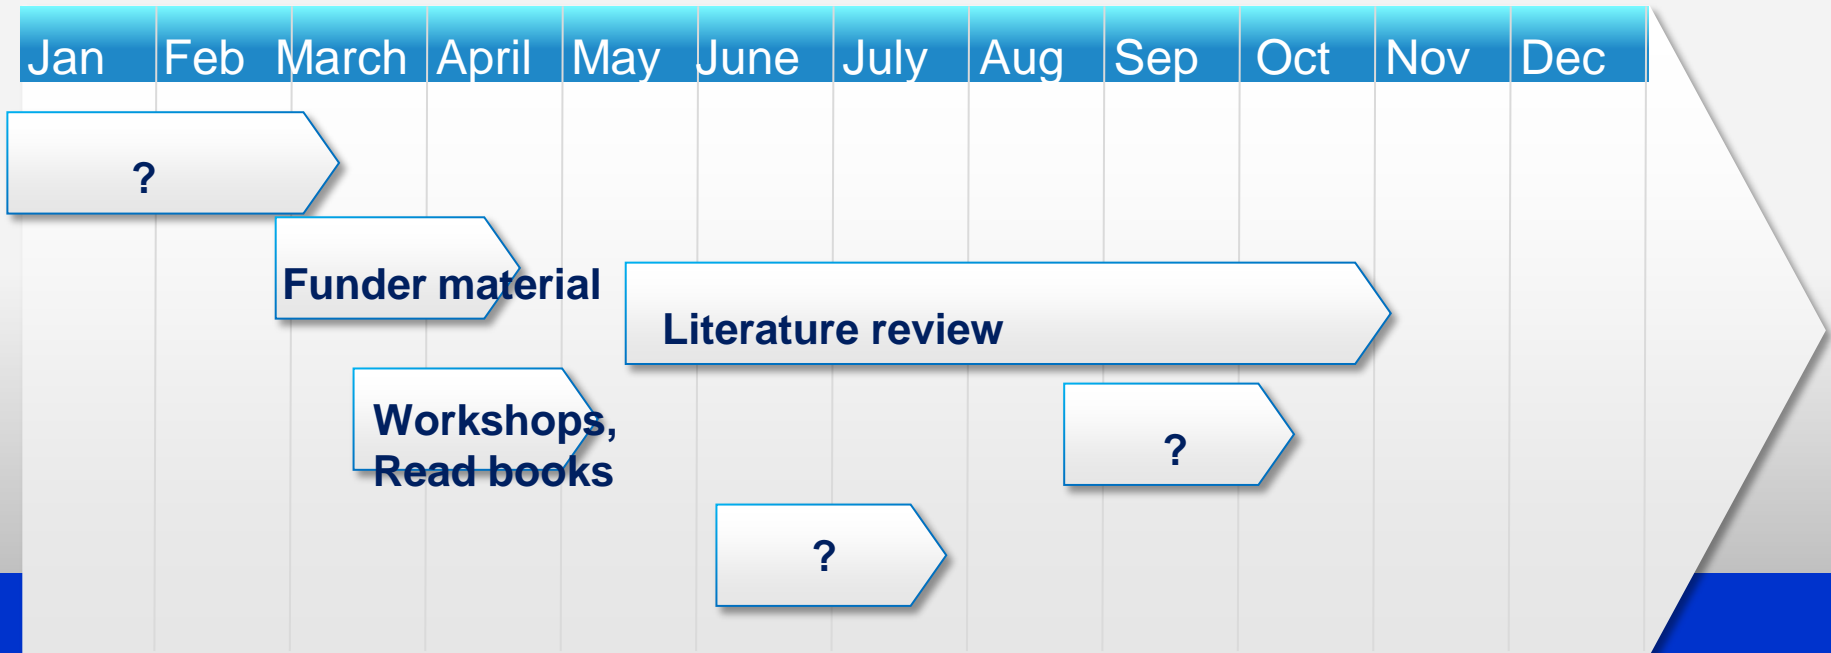 Jan Feb March April May June July Aug Sep Oct Nov Dec
?
Funder material
Literature review
Workshops,
Read books
?
?